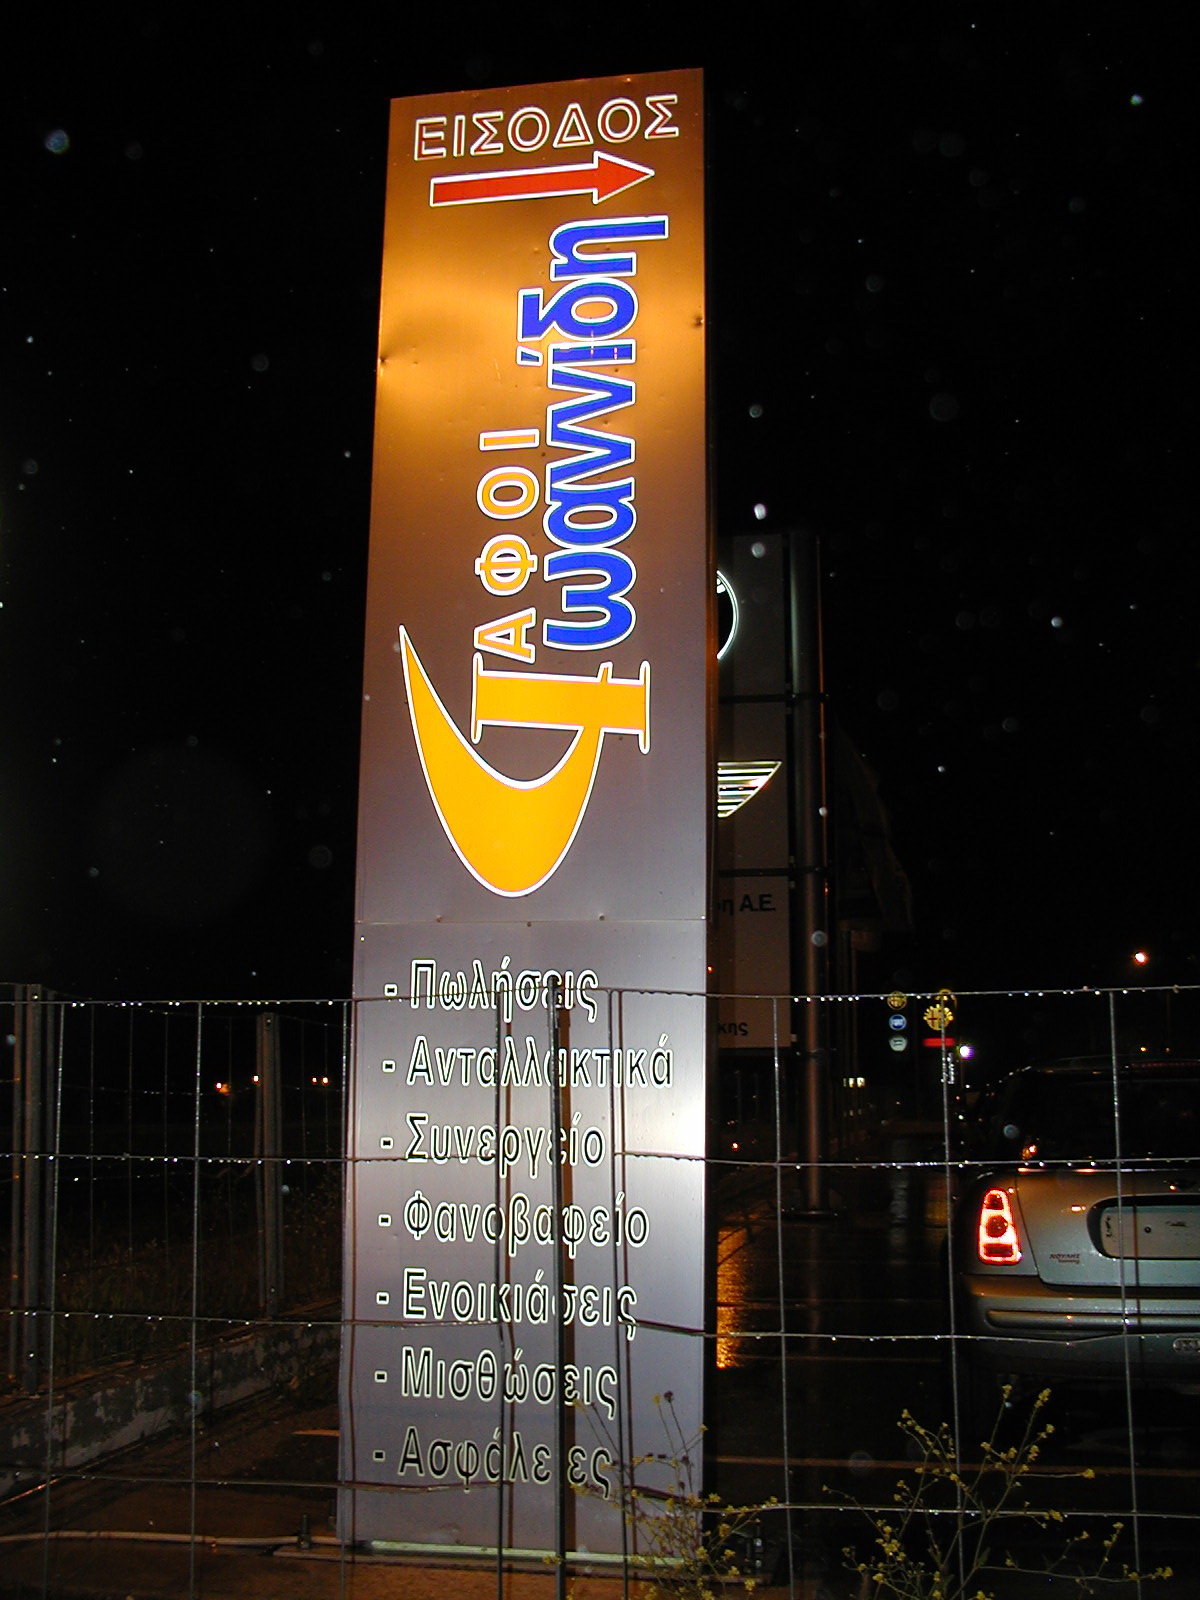 ΕΙΣΟΔΟΣ
ΑΦΟΙ
Ιωαννίδη
- Πωλήσεις
- Ανταλλακτικά
- Συνεργείο
- Φανοβαφείο
- Ενοικιάσεις
- Μισθώσεις
- Ασφάλειες
Α.Ε.